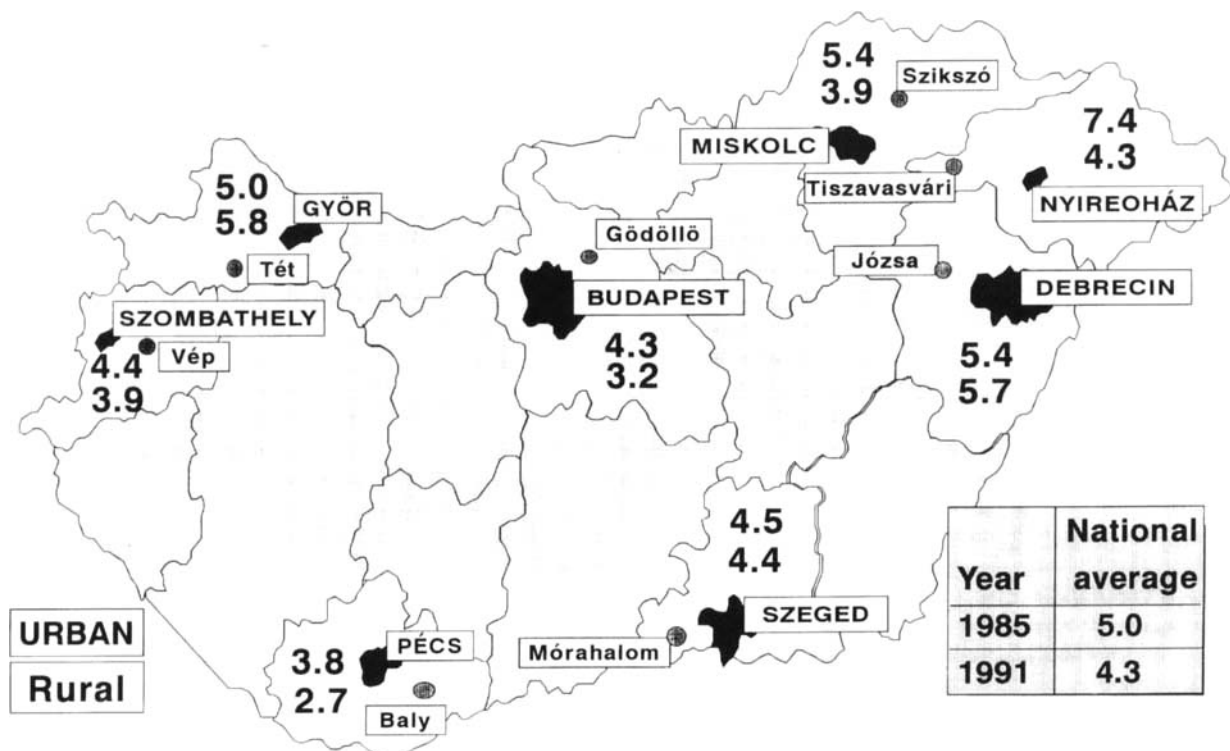 5.4
3.9
Szikszó
MISKOLC
7.4
4.3
Tiszavasvári
NYIREOHÁZ
5.0
5.8
GYÖR
Tét
Gödöllö
BUDAPEST
4.3
3.2
Józsa
DEBRECIN
5.4
5.7
SZOMBATHELY
Vép
4.4
3.9
4.5
4.4
SZEGED
Mórahalom
PÉCS
3.8
2.7
Baly
URBAN
Rural
National
Year average
1985 5.0
1991 4.3